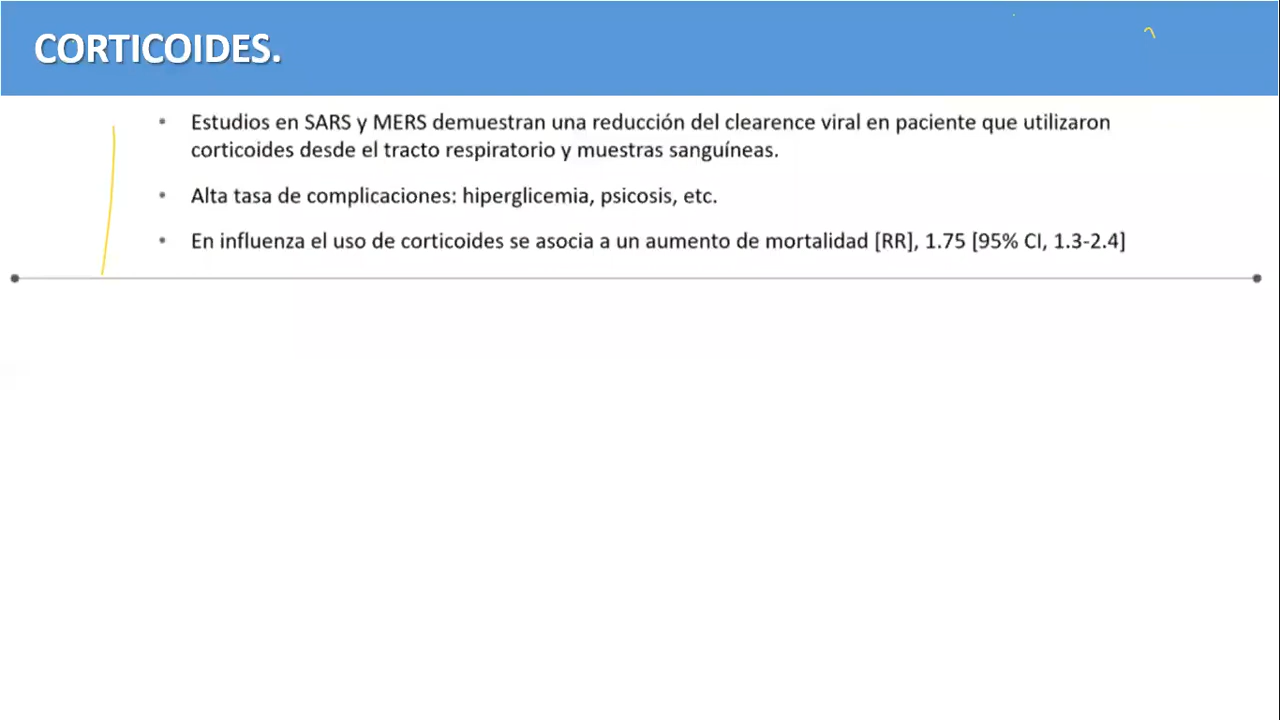 CORTICOIDES.
• Estudios en SARS y MERS demuestran una reducción del clearence viral en paciente que utilizaron
corticoides desde el tracto respiratorio y muestras sanguíneas.
• Alta tasa de complicaciones: hiperglicemia, psicosis, etc.
• En influenza el uso de corticoides se asocia a un aumento de mortalidad [RR], 1.75 [95% CI, 1.3-2.4]